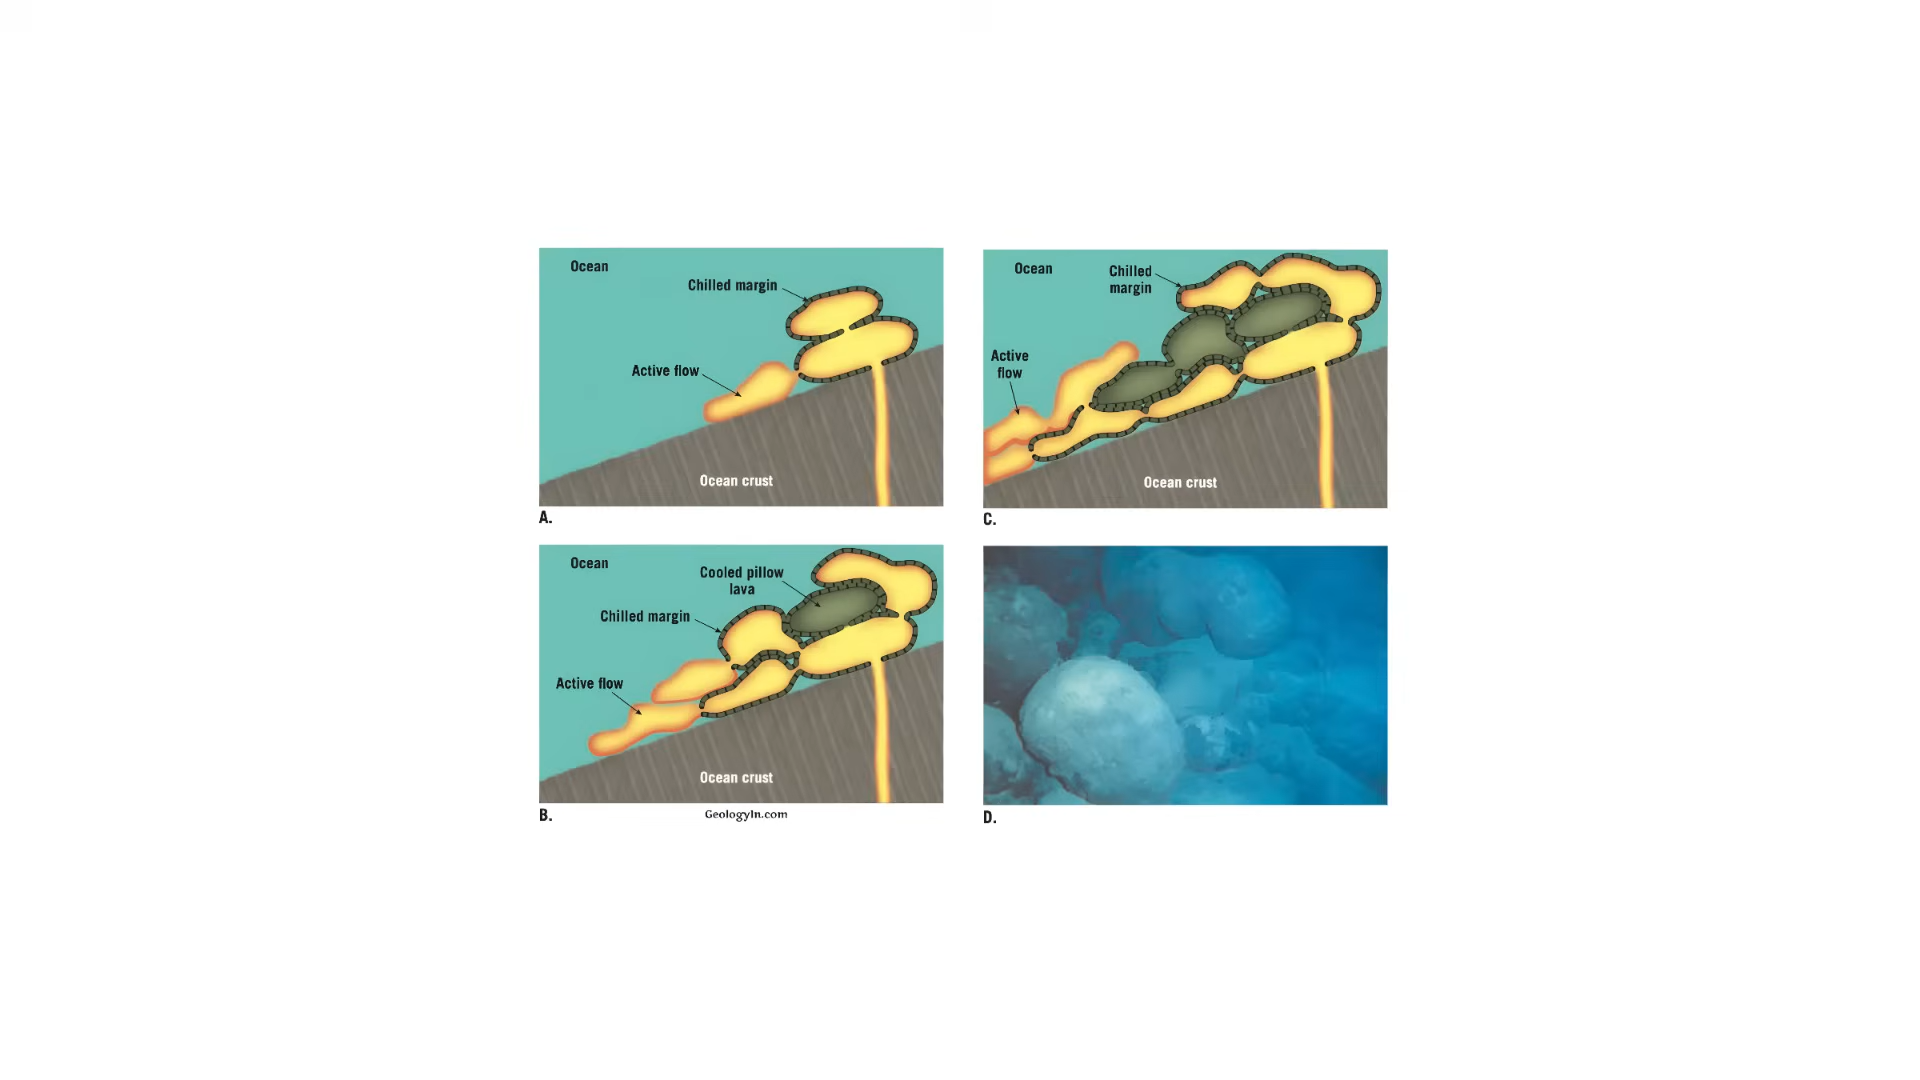 Ocean
Chilled margin
Active flow
Ocean crust
A.
Ocean
Cooled pillow
lava
Chilled margin
Active flow
Ocean crust
B.
GeologyIn.com
Ocean
Chilled
margin
Active
flow
Ocean crust
C.
D.